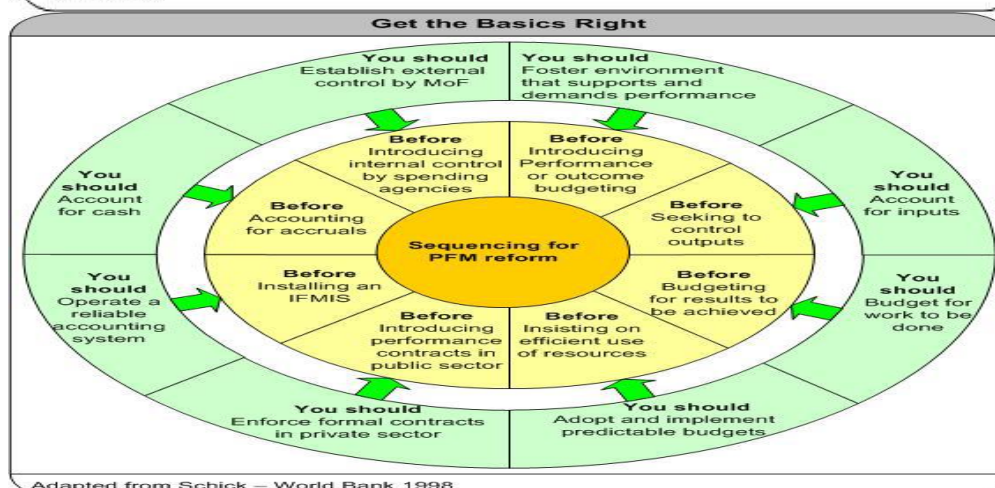 Get the Basics Right
You should
Establish external
control by MoF
You should
Foster environment
that supports and
demands performance
Before
Introducing
internal control
by spending
agencies
Before
Introducing
Performance
or outcome
budgeting
You
should
Account
for cash
Before
Accounting
for accruals
Before
Seeking to
control
outputs
You
should
Account
for inputs
Sequencing for
PFM reform
You
should
Operate a
reliable
accounting
system
Before
Installing an
IFMIS
Before
Budgeting
for results to
be achieved
You
should
Budget for
work to be
done
Before
Introducing
performance
contracts in
public sector
Before
Insisting on
efficient use
of resources
You should
Enforce formal contracts
in private sector
You should
Adopt and implement
predictable budgets
Adapted from Schick – World Bank 1998